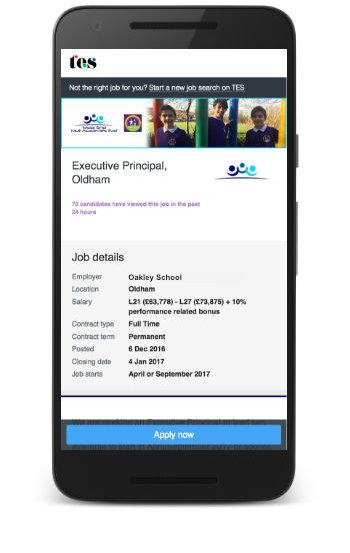 tes
Not the right job for you? Start a new job search on TES
Executive Principal,
Oldham
73 candidates have viewed this job in the past
24 hours
Job details
Employer Oakley School
Location Oldham
Salary L21 (£63,778) - L27 (£73,875) + 10%
performance related bonus
Contract type Full Time
Contract term Permanent
Posted 6 Dec 2016
Closing date 4 Jan 2017
Job starts April or September 2017
Apply now